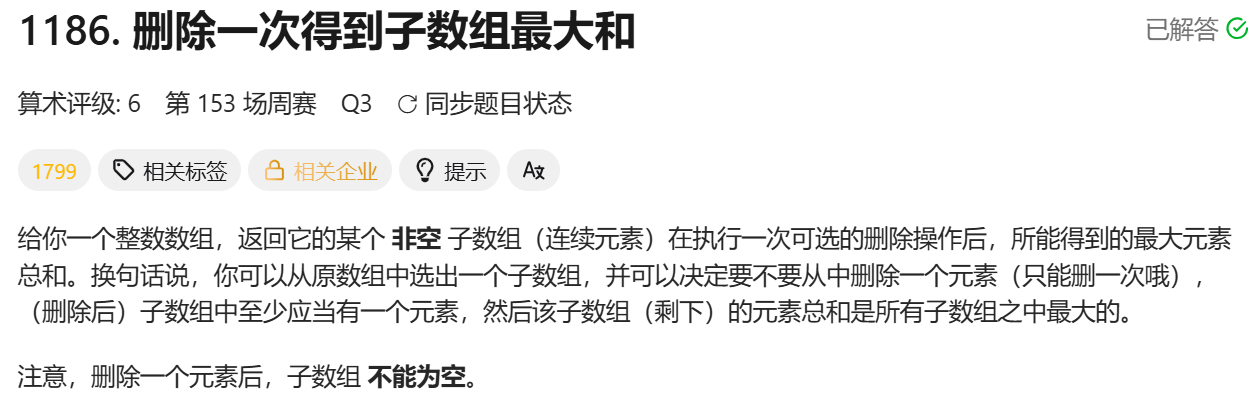 1186. 删除一次得到子数组最大和
已解答
算术评级: 6 第 153 场周赛 Q3 同步题目状态
1799 相关标签 相关企业 提示 Aあ
给你一个整数数组，返回它的某个 非空 子数组（连续元素）在执行一次可选的删除操作后，所能得到的最大元素
总和。换句话说，你可以从原数组中选出一个子数组，并可以决定要不要从中删除一个元素（只能删一次哦），
（删除后）子数组中至少应当有一个元素，然后该子数组（剩下）的元素总和是所有子数组之中最大的。
注意，删除一个元素后，子数组 不能为空。